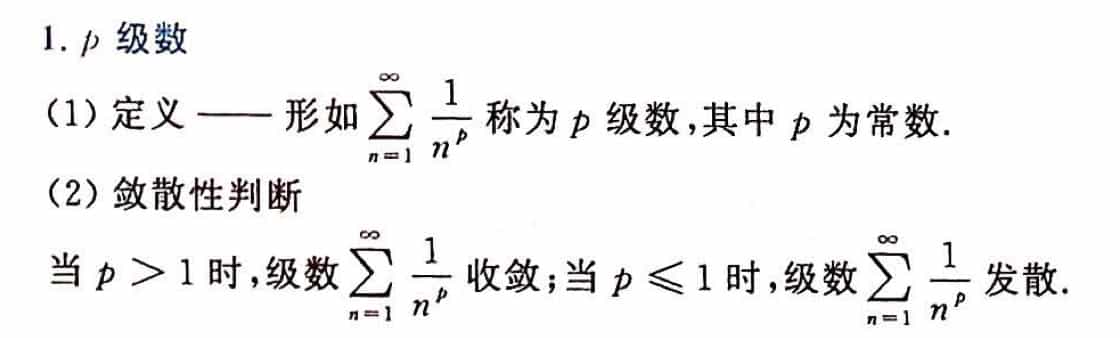 1. p 级数
(1) 定义 —— 形如 $\sum_{n=1}^{\infty} \frac{1}{n^p}$ 称为 p 级数,其中 p 为常数.
(2) 敛散性判断
当 p > 1 时,级数 $\sum_{n=1}^{\infty} \frac{1}{n^p}$ 收敛;当 p ⩽ 1 时,级数 $\sum_{n=1}^{\infty} \frac{1}{n^p}$ 发散.